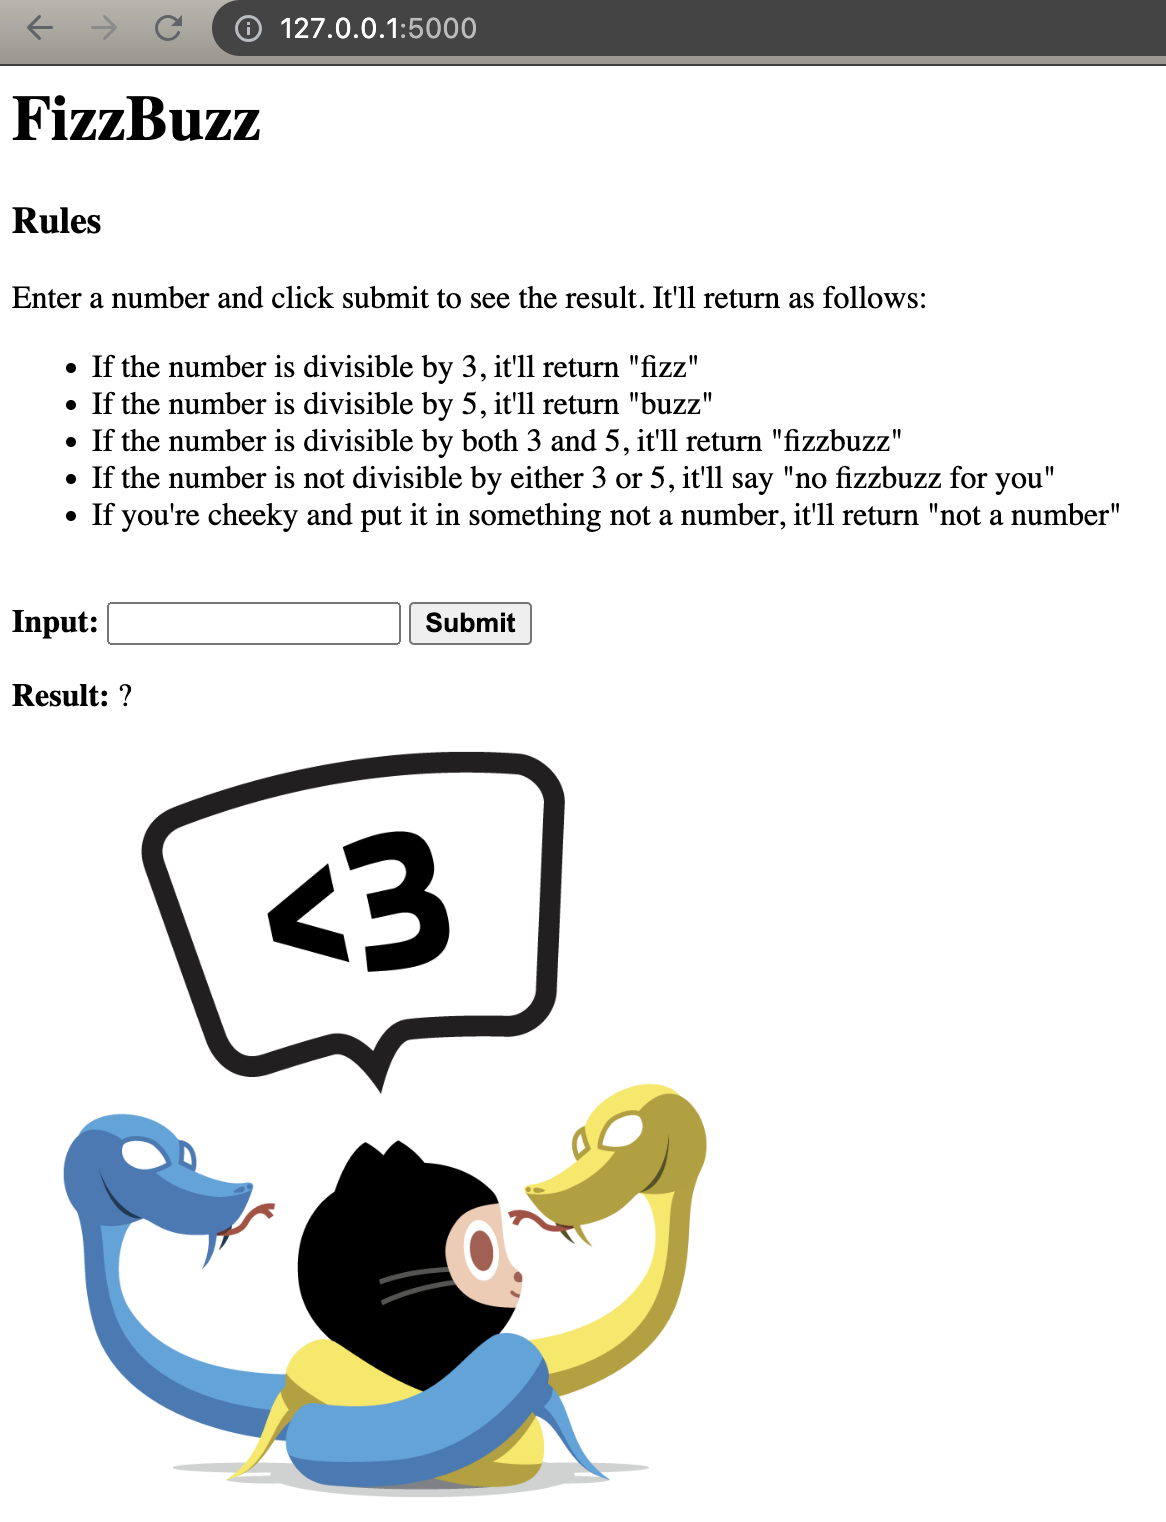 127.0.0.1:5000
FizzBuzz
Rules
Enter a number and click submit to see the result. It'll return as follows:
• If the number is divisible by 3, it'll return "fizz"
• If the number is divisible by 5, it'll return "buzz"
• If the number is divisible by both 3 and 5, it'll return "fizzbuzz"
• If the number is not divisible by either 3 or 5, it'll say "no fizzbuzz for you"
• If you're cheeky and put it in something not a number, it'll return "not a number"
Input: Submit
Result: ?
<3